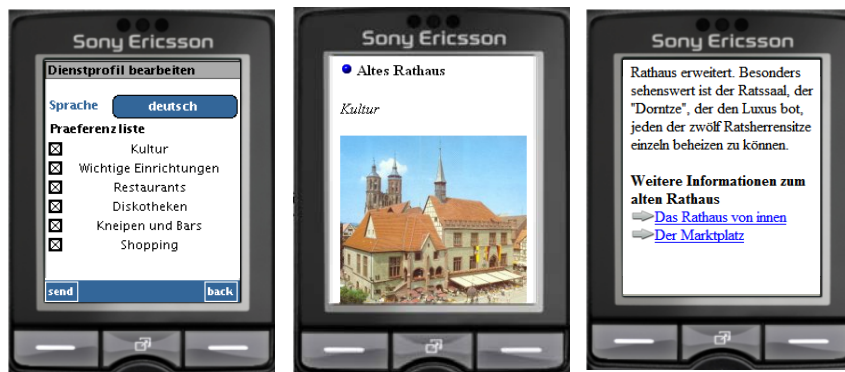 Sony Ericsson
Dienstprofil bearbeiten
Sprache deutsch
Praeferenzliste
Kultur
Wichtige Einrichtungen
Restaurants
Diskotheken
Kneipen und Bars
Shopping
send back
Sony Ericsson
Altes Rathaus
Kultur
Sony Ericsson
Rathaus erweitert. Besonders
sehenswert ist der Ratssaal, der
"Dorntze", der den Luxus bot,
jeden der zwölf Ratsherrensitze
einzeln beheizen zu können.
Weitere Informationen zum
alten Rathaus
Das Rathaus von innen
Der Marktplatz